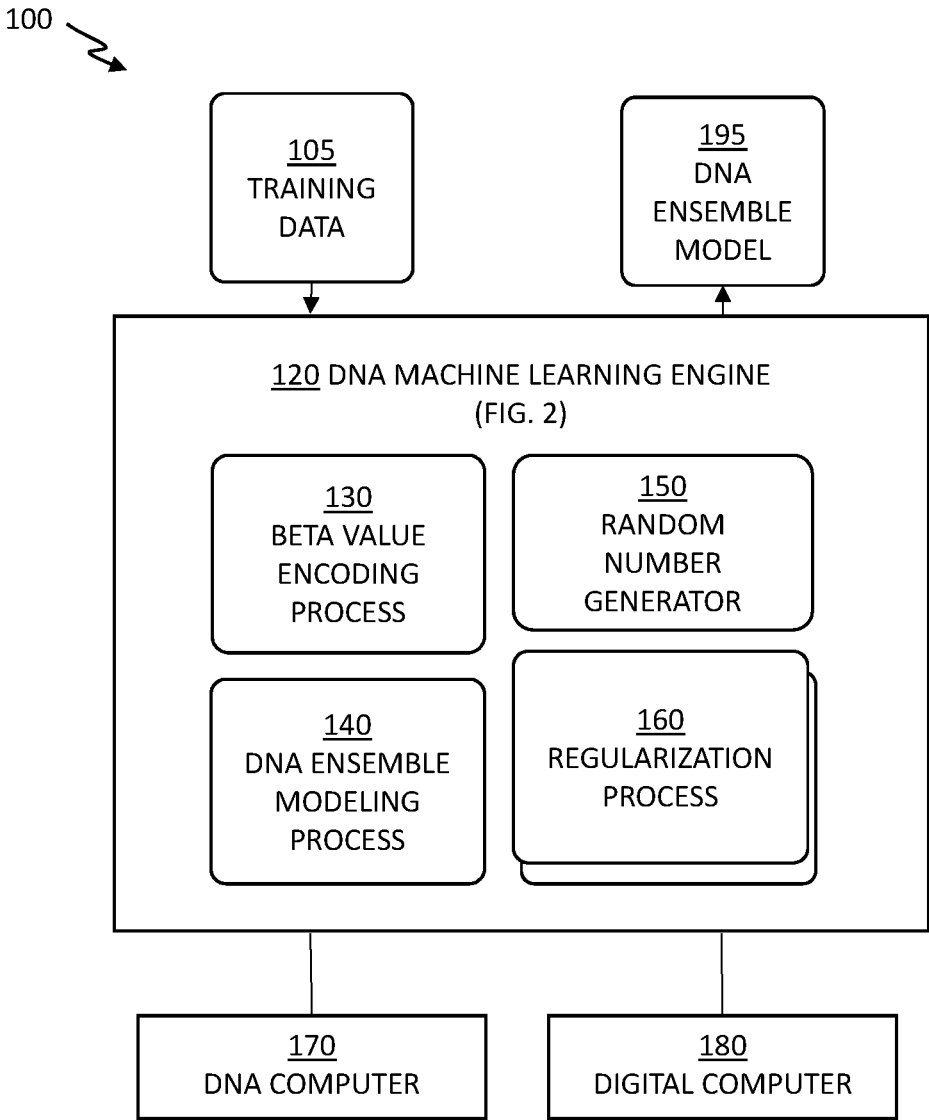 100
105
TRAINING
DATA
195
DNA
ENSEMBLE
MODEL
120 DNA MACHINE LEARNING ENGINE
(FIG. 2)
130
BETA VALUE
ENCODING
PROCESS
150
RANDOM
NUMBER
GENERATOR
140
DNA ENSEMBLE
MODELING
PROCESS
160
REGULARIZATION
PROCESS
170
DNA COMPUTER
180
DIGITAL COMPUTER